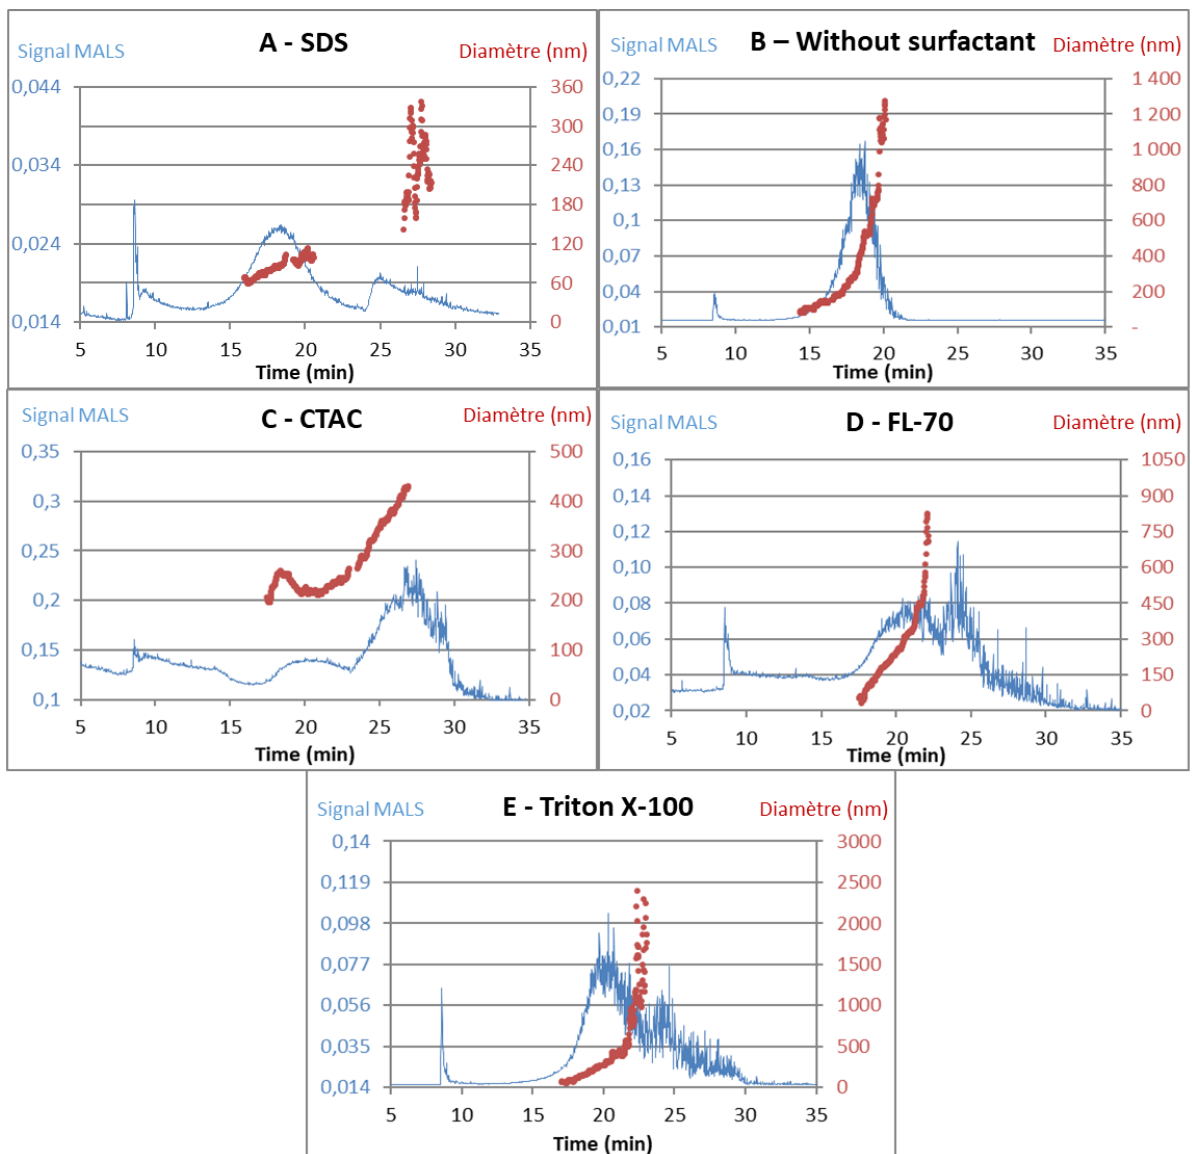 Signal MALS A - SDS Diamètre (nm)
0,044 360
300
0,034 240
180
0,024 120
60
0,014 0
5 10 15 20 25 30 35
Time (min)
Signal MALS B – Without surfactant Diamètre (nm)
0,22 1 400
0,19 1 200
0,16 1 000
0,13 800
0,1 600
0,07 400
0,04 200
0,01 -
5 10 15 20 25 30 35
Time (min)
Signal MALS C - CTAC Diamètre (nm)
0,35 500
0,3 400
0,25 300
0,2 200
0,15 100
0,1 0
5 10 15 20 25 30 35
Time (min)
Signal MALS D - FL-70 Diamètre (nm)
0,16 1050
0,14 900
0,12 750
0,10 600
0,08 450
0,06 300
0,04 150
0,02 0
5 10 15 20 25 30 35
Time (min)
Signal MALS E - Triton X-100 Diamètre (nm)
0,14 3000
0,119 2500
0,098 2000
0,077 1500
0,056 1000
0,035 500
0,014 0
5 10 15 20 25 30 35
Time (min)